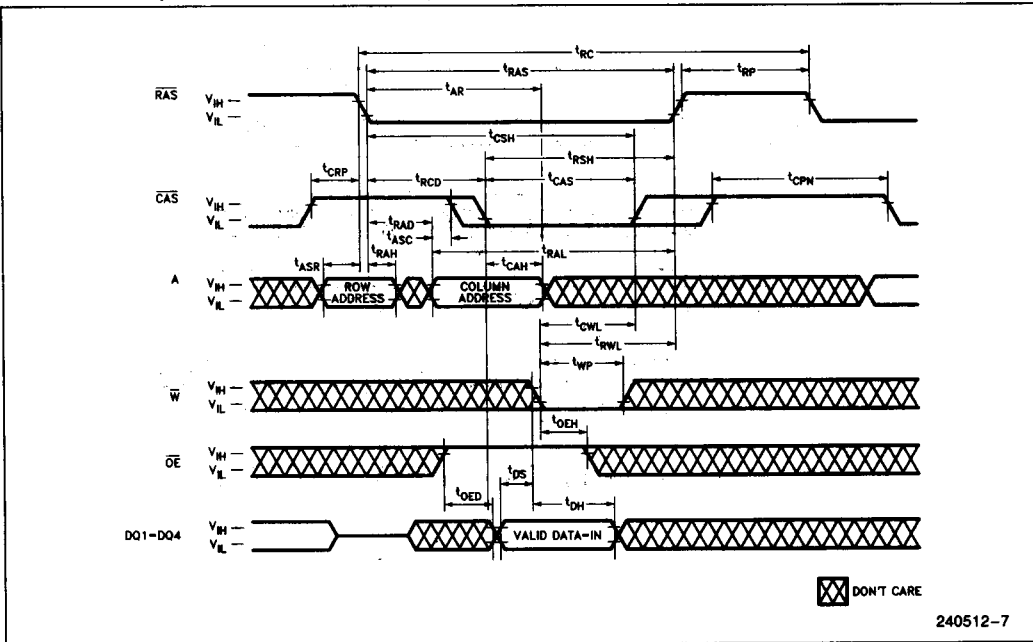 tRC
tRAS
tRP
tAR
RAS
VIH
VIL
tCSH
tRSH
tCRP
tRCD
tCAS
tCPN
CAS
VIH
VIL
tRAD
tASC
tRAL
tASR
tRAH
tCAH
A
VIH
VIL
ROW
ADDRESS
COLUMN
ADDRESS
tCWL
tRWL
tWP
W
VIH
VIL
tOEH
OE
VIH
VIL
tDS
tOED
tDH
DQ1-DQ4
VIH
VIL
VALID DATA-IN
DON'T CARE
240512-7